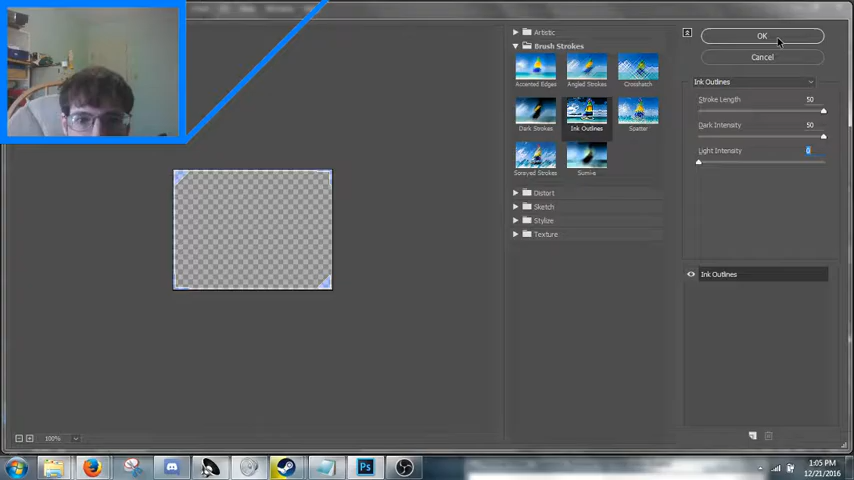 Artistic
OK
Brush Strokes
Cancel
Accented Edges
Angled Strokes
Crosshatch
Ink Outlines
Stroke Length
50
Dark Strokes
Ink Outlines
Spatter
Dark Intensity
50
Light Intensity
0
Sprayed Strokes
Sumi-e
Distort
Sketch
Stylize
Texture
Ink Outlines
100%
Ps
1:05 PM
12/21/2016